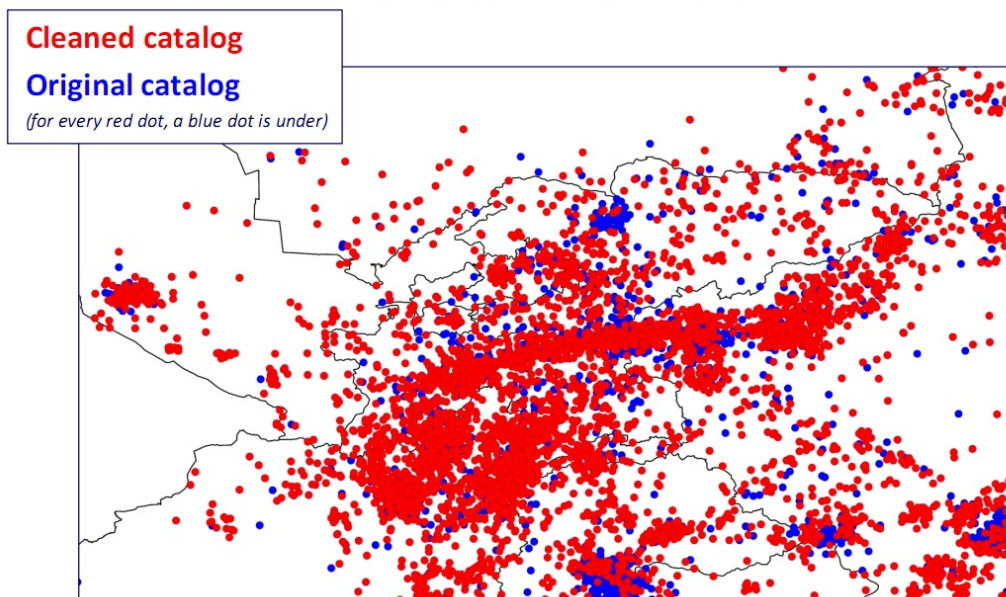 Cleaned catalog
Original catalog
(for every red dot, a blue dot is under)